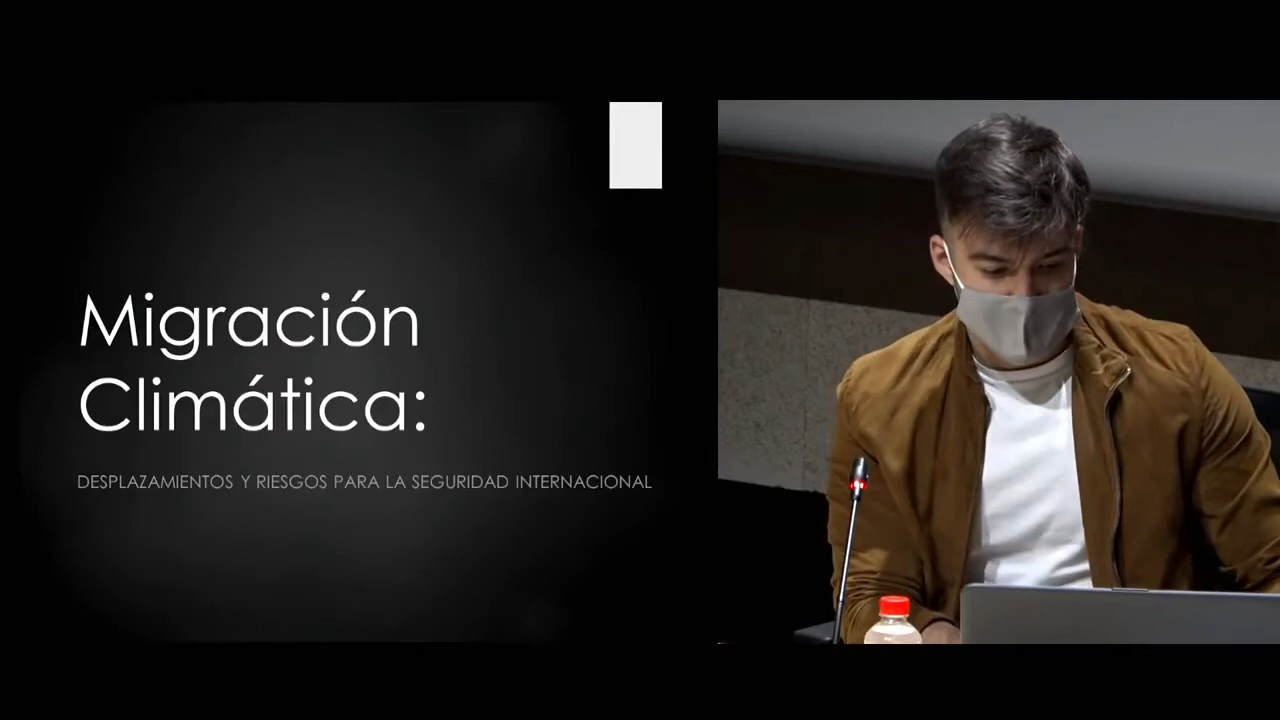 Migración
Climática:
DESPLAZAMIENTOS Y RIESGOS PARA LA SEGURIDAD INTERNACIONAL